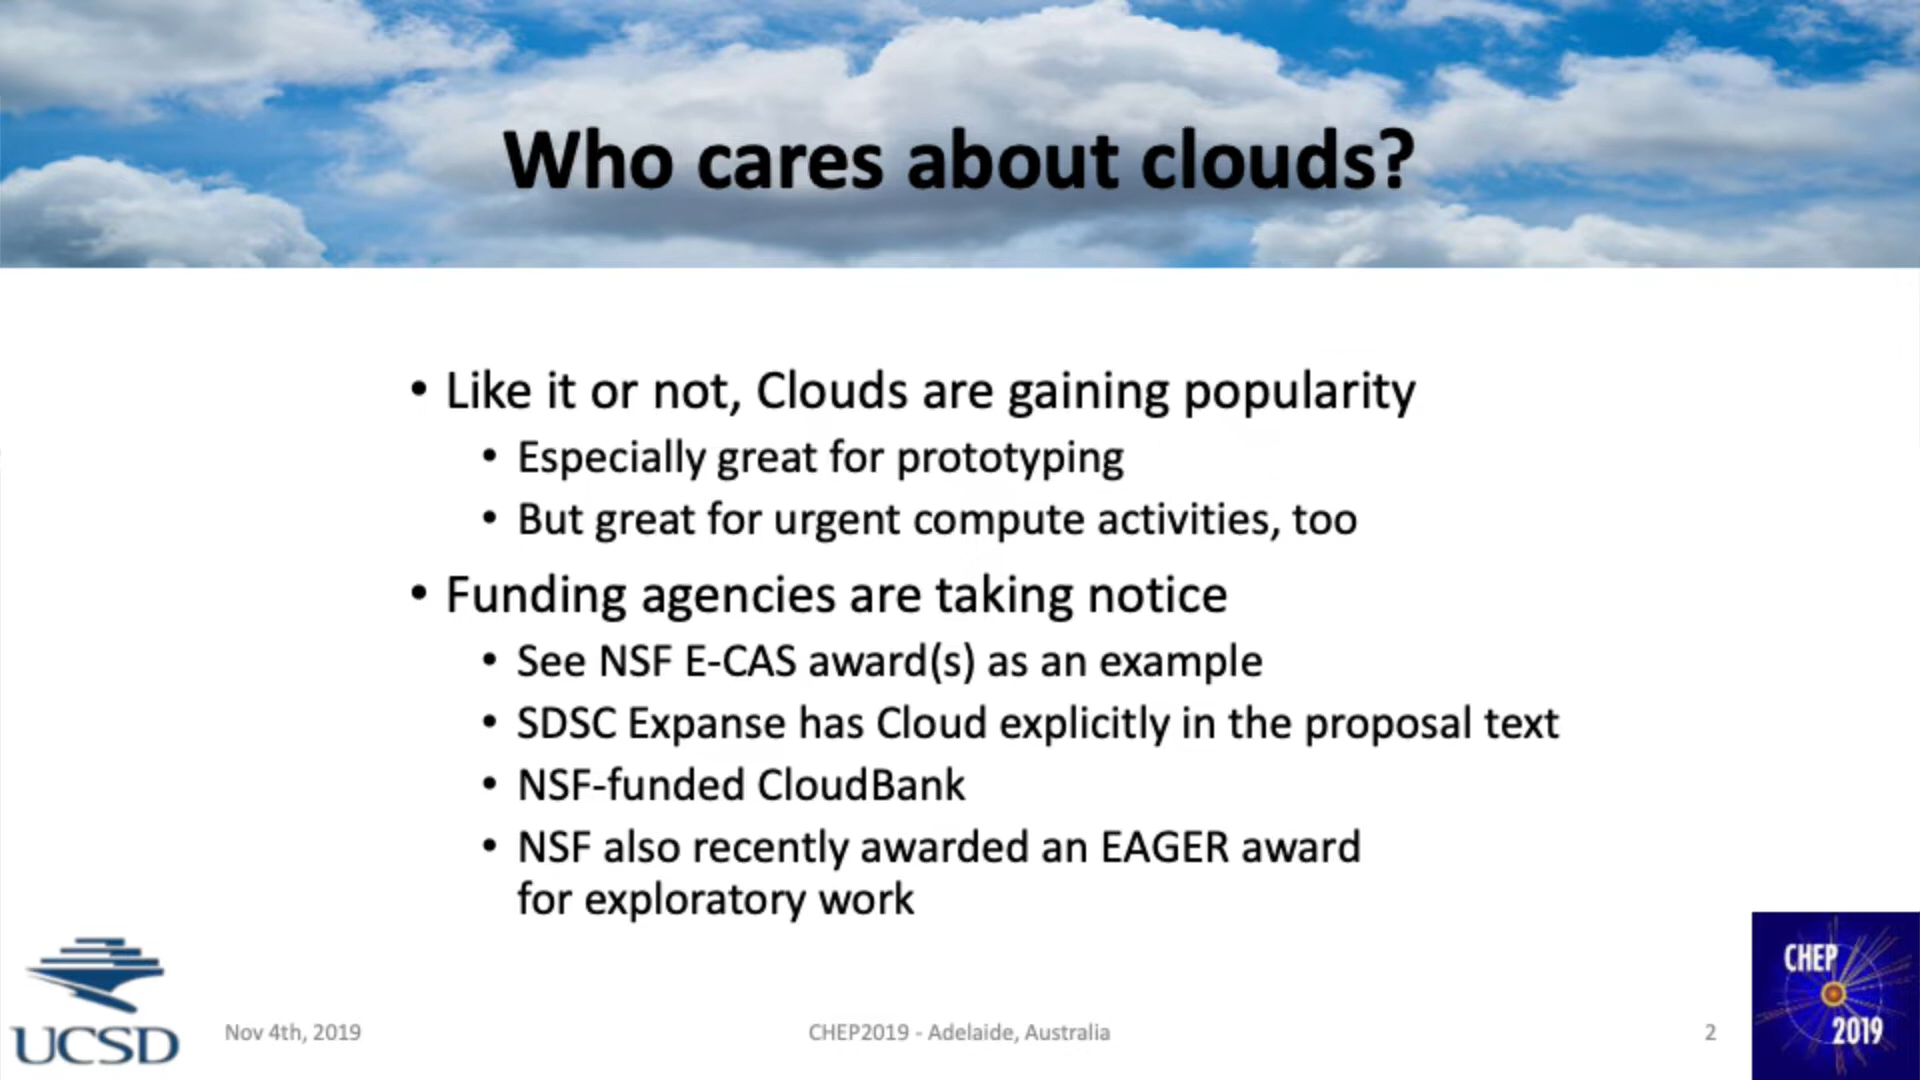 Who cares about clouds?
• Like it or not, Clouds are gaining popularity
• Especially great for prototyping
• But great for urgent compute activities, too
• Funding agencies are taking notice
• See NSF E-CAS award(s) as an example
• SDSC Expanse has Cloud explicitly in the proposal text
• NSF-funded CloudBank
• NSF also recently awarded an EAGER award
for exploratory work
UCSD
Nov 4th, 2019
CHEP2019 - Adelaide, Australia
2
CHEP
2019